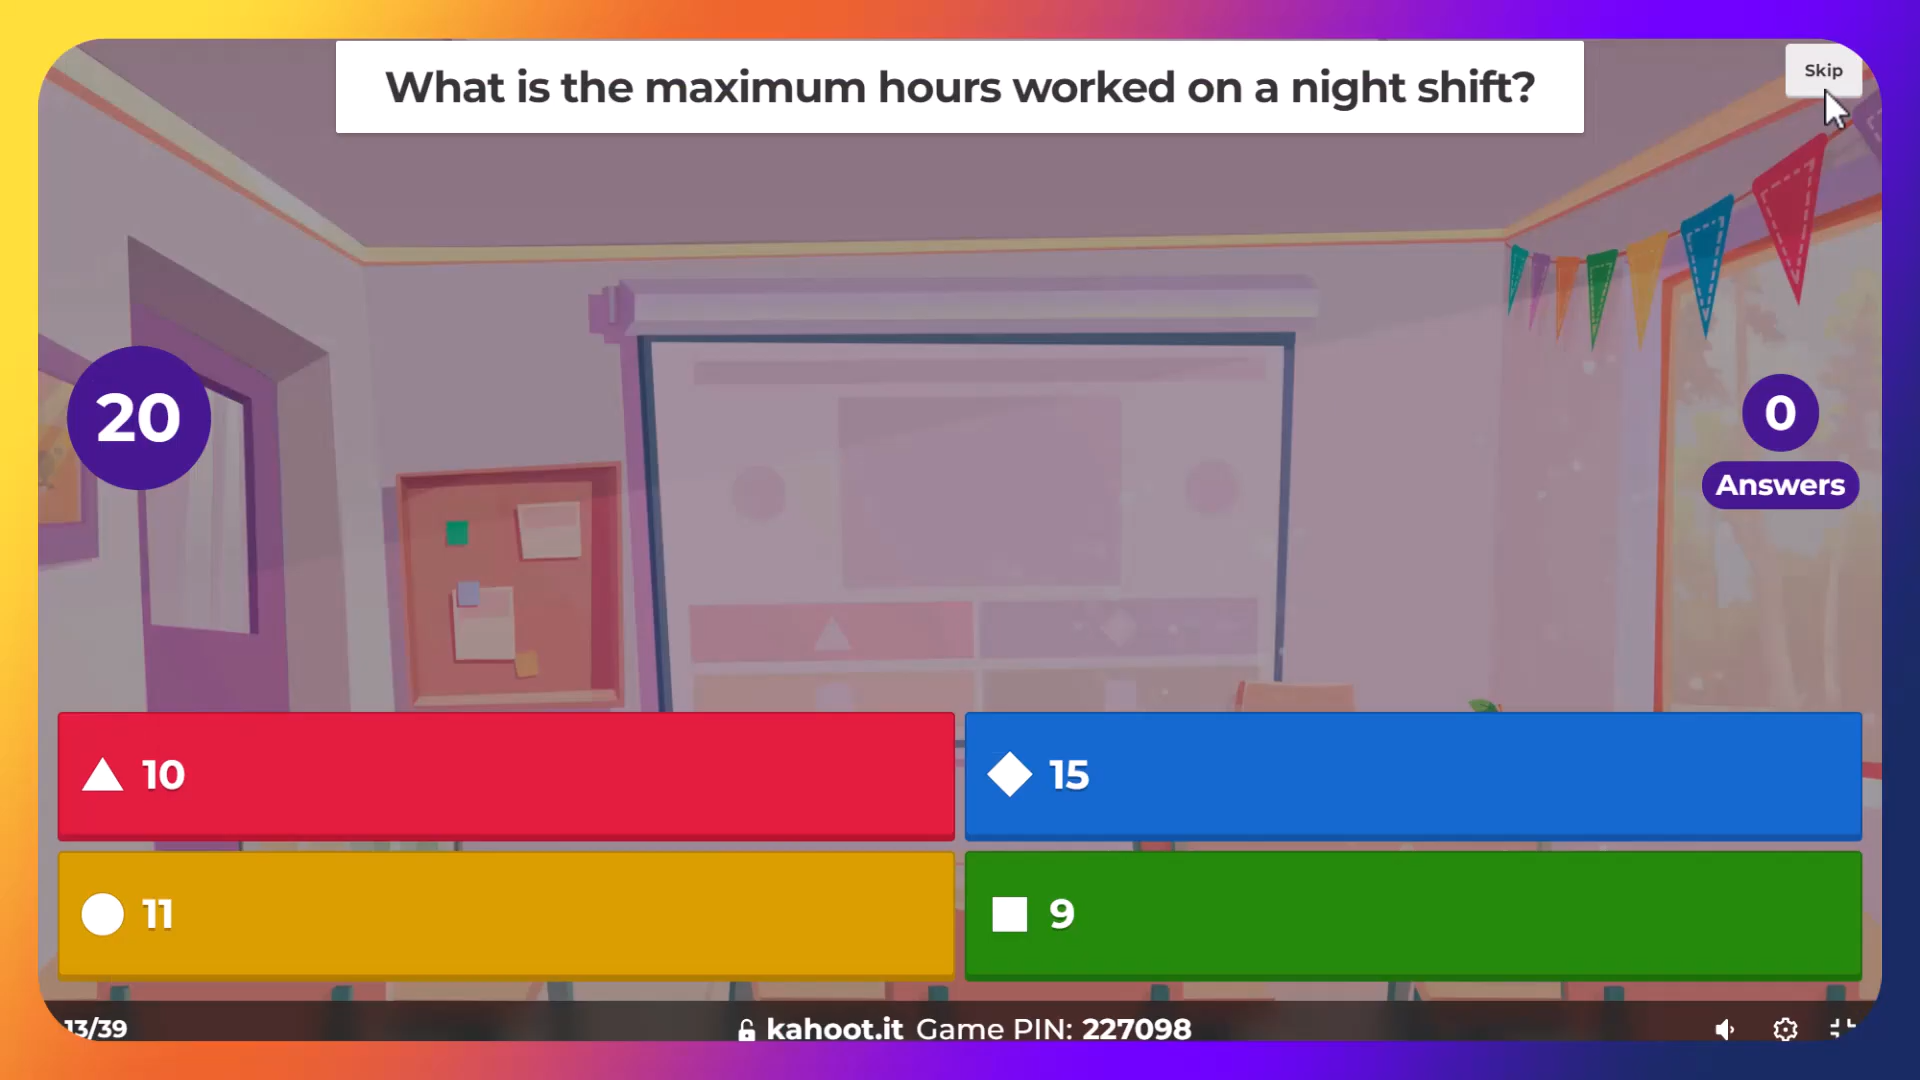 What is the maximum hours worked on a night shift?
Skip
20
0
Answers
10
15
11
9
13/39
kahoot.it Game PIN: 227098